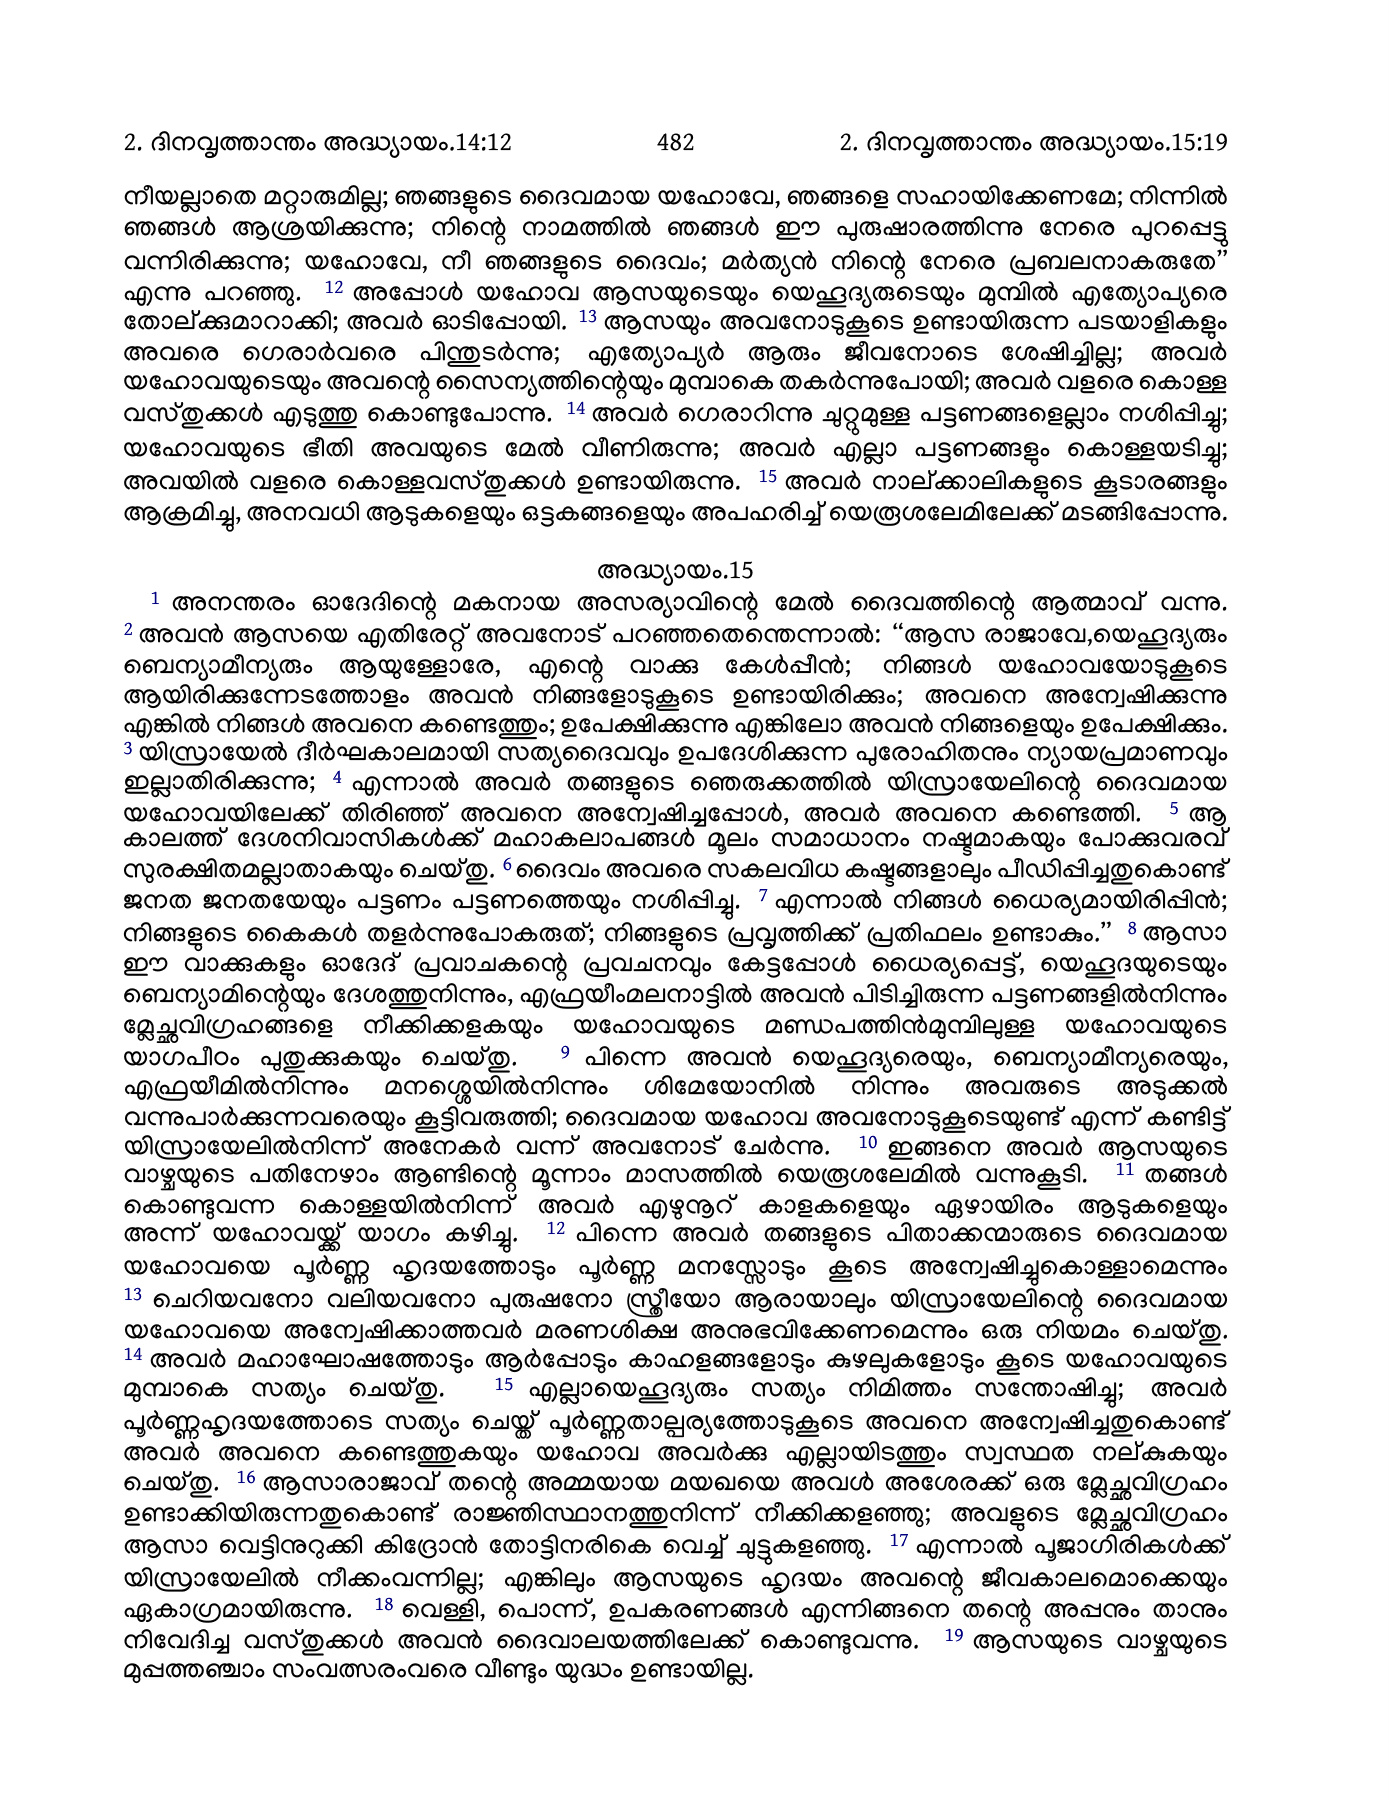 2. ദിനവൃത്താന്തം അദ്ധ്യായം.14:12 482 2. ദിനവൃത്താന്തം അദ്ധ്യായം.15:19
നീയല്ലാതെ മറ്റാരുമില്ല; ഞങ്ങളുടെ ദൈവമായ യഹോവേ, ഞങ്ങളെ സഹായിക്കേണമേ; നിന്നിൽ
ഞങ്ങൾ ആശ്രയിക്കുന്നു; നിന്റെ നാമത്തിൽ ഞങ്ങൾ ഈ പുരുഷാരത്തിന്നു നേരെ പുറപ്പെട്ടു
വന്നിരിക്കുന്നു; യഹോവേ, നീ ഞങ്ങളുടെ ദൈവം; മർത്യൻ നിന്റെ നേരെ പ്രബലനാകരുതേ”
എന്നു പറഞ്ഞു. 12 അപ്പോൾ യഹോവ ആസയുടെയും യെഹൂദ്യരുടെയും മുമ്പിൽ എത്യോപ്യരെ
തോല്ക്കുമാറാക്കി; അവർ ഓടിപ്പോയി. 13 ആസയും അവനോടുകൂടെ ഉണ്ടായിരുന്ന പടയാളികളും
അവരെ ഗെരാർവരെ പിന്തുടർന്നു; എത്യോപ്യർ ആരും ജീവനോടെ ശേഷിച്ചില്ല; അവർ
യഹോവയുടെയും അവന്റെ സൈന്യത്തിന്റെയും മുമ്പാകെ തകർന്നുപോയി; അവർ വളരെ കൊള്ള
വസ്തുക്കൾ എടുത്തു കൊണ്ടുപോന്നു. 14 അവർ ഗെരാറിന്നു ചുറ്റുമുള്ള പട്ടണങ്ങളെല്ലാം നശിപ്പിച്ചു;
യഹോവയുടെ ഭീതി അവയുടെ മേൽ വീണിരുന്നു; അവർ എല്ലാ പട്ടണങ്ങളും കൊള്ളയടിച്ചു;
അവയിൽ വളരെ കൊള്ളവസ്തുക്കൾ ഉണ്ടായിരുന്നു. 15 അവർ നാല്ക്കാലികളുടെ കൂടാരങ്ങളും
ആക്രമിച്ചു, അനവധി ആടുകളെയും ഒട്ടകങ്ങളെയും അപഹരിച്ച് യെരൂശലേമിലേക്ക് മടങ്ങിപ്പോന്നു.
അദ്ധ്യായം.15
1 അനന്തരം ഓദേദിന്റെ മകനായ അസര്യാവിന്റെ മേൽ ദൈവത്തിന്റെ ആത്മാവ് വന്നു.
2 അവൻ ആസയെ എതിരേറ്റ് അവനോട് പറഞ്ഞതെന്തെന്നാൽ: “ആസ രാജാവേ,യെഹൂദ്യരും
ബെന്യാമീന്യരും ആയുള്ളോരേ, എന്റെ വാക്കു കേൾപ്പീൻ; നിങ്ങൾ യഹോവയോടുകൂടെ
ആയിരിക്കുന്നേടത്തോളം അവൻ നിങ്ങളോടുകൂടെ ഉണ്ടായിരിക്കും; അവനെ അന്വേഷിക്കുന്നു
എങ്കിൽ നിങ്ങൾ അവനെ കണ്ടെത്തും; ഉപേക്ഷിക്കുന്നു എങ്കിലോ അവൻ നിങ്ങളെയും ഉപേക്ഷിക്കും.
3 യിസ്രായേൽ ദീർഘകാലമായി സത്യദൈവവും ഉപദേശിക്കുന്ന പുരോഹിതനും ന്യായപ്രമാണവും
ഇല്ലാതിരിക്കുന്നു; 4 എന്നാൽ അവർ തങ്ങളുടെ ഞെരുക്കത്തിൽ യിസ്രായേലിന്റെ ദൈവമായ
യഹോവയിലേക്ക് തിരിഞ്ഞ് അവനെ അന്വേഷിച്ചപ്പോൾ, അവർ അവനെ കണ്ടെത്തി. 5 ആ
കാലത്ത് ദേശനിവാസികൾക്ക് മഹാകലാപങ്ങൾ മൂലം സമാധാനം നഷ്ടമാകയും പോക്കുവരവ്
സുരക്ഷിതമല്ലാതാകയും ചെയ്തു. 6 ദൈവം അവരെ സകലവിധ കഷ്ടങ്ങളാലും പീഡിപ്പിച്ചതുകൊണ്ട്
ജനത ജനതയേയും പട്ടണം പട്ടണത്തെയും നശിപ്പിച്ചു. 7 എന്നാൽ നിങ്ങൾ ധൈര്യമായിരിപ്പിൻ;
നിങ്ങളുടെ കൈകൾ തളർന്നുപോകരുത്; നിങ്ങളുടെ പ്രവൃത്തിക്ക് പ്രതിഫലം ഉണ്ടാകും.” 8 ആസാ
ഈ വാക്കുകളും ഓദേദ് പ്രവാചകന്റെ പ്രവചനവും കേട്ടപ്പോൾ ധൈര്യപ്പെട്ട്, യെഹൂദയുടെയും
ബെന്യാമിന്റെയും ദേശത്തുനിന്നും, എഫ്രയീംമലനാട്ടിൽ അവൻ പിടിച്ചിരുന്ന പട്ടണങ്ങളിൽനിന്നും
മ്ലേച്ഛവിഗ്രഹങ്ങളെ നീക്കിക്കളകയും യഹോവയുടെ മണ്ഡപത്തിൻമുമ്പിലുള്ള യഹോവയുടെ
യാഗപീഠം പുതുക്കുകയും ചെയ്തു. 9 പിന്നെ അവൻ യെഹൂദ്യരെയും, ബെന്യാമീന്യരെയും,
എഫ്രയീമിൽനിന്നും മനശ്ശെയിൽനിന്നും ശിമേയോനിൽ നിന്നും അവരുടെ അടുക്കൽ
വന്നുപാർക്കുന്നവരെയും കൂട്ടിവരുത്തി; ദൈവമായ യഹോവ അവനോടുകൂടെയുണ്ട് എന്ന് കണ്ടിട്ട്
യിസ്രായേലിൽനിന്ന് അനേകർ വന്ന് അവനോട് ചേർന്നു. 10 ഇങ്ങനെ അവർ ആസയുടെ
വാഴ്ചയുടെ പതിനേഴാം ആണ്ടിന്റെ മൂന്നാം മാസത്തിൽ യെരൂശലേമിൽ വന്നുകൂടി. 11 തങ്ങൾ
കൊണ്ടുവന്ന കൊള്ളയിൽനിന്ന് അവർ എഴുനൂറ് കാളകളെയും ഏഴായിരം ആടുകളെയും
അന്ന് യഹോവയ്ക്ക് യാഗം കഴിച്ചു. 12 പിന്നെ അവർ തങ്ങളുടെ പിതാക്കന്മാരുടെ ദൈവമായ
യഹോവയെ പൂർണ്ണ ഹൃദയത്തോടും പൂർണ്ണ മനസ്സോടും കൂടെ അന്വേഷിച്ചുകൊള്ളാമെന്നും
13 ചെറിയവനോ വലിയവനോ പുരുഷനോ സ്ത്രീയോ ആരായാലും യിസ്രായേലിന്റെ ദൈവമായ
യഹോവയെ അന്വേഷിക്കാത്തവർ മരണശിക്ഷ അനുഭവിക്കേണമെന്നും ഒരു നിയമം ചെയ്തു.
14 അവർ മഹാഘോഷത്തോടും ആർപ്പോടും കാഹളങ്ങളോടും കുഴലുകളോടും കൂടെ യഹോവയുടെ
മുമ്പാകെ സത്യം ചെയ്തു. 15 എല്ലായെഹൂദ്യരും സത്യം നിമിത്തം സന്തോഷിച്ചു; അവർ
പൂർണ്ണഹൃദയത്തോടെ സത്യം ചെയ്ത് പൂർണ്ണതാല്പര്യത്തോടുകൂടെ അവനെ അന്വേഷിച്ചതുകൊണ്ട്
അവർ അവനെ കണ്ടെത്തുകയും യഹോവ അവർക്കു എല്ലായിടത്തും സ്വസ്ഥത നല്കുകയും
ചെയ്തു. 16 ആസാരാജാവ് തന്റെ അമ്മയായ മയഖയെ അവൾ അശേരക്ക് ഒരു മ്ലേച്ഛവിഗ്രഹം
ഉണ്ടാക്കിയിരുന്നതുകൊണ്ട് രാജ്ഞിസ്ഥാനത്തുനിന്ന് നീക്കിക്കളഞ്ഞു; അവളുടെ മ്ലേച്ഛവിഗ്രഹം
ആസാ വെട്ടിനുറുക്കി കിദ്രോൻ തോട്ടിനരികെ വെച്ച് ചുട്ടുകളഞ്ഞു. 17 എന്നാൽ പൂജാഗിരികൾക്ക്
യിസ്രായേലിൽ നീക്കംവന്നില്ല; എങ്കിലും ആസയുടെ ഹൃദയം അവന്റെ ജീവകാലമൊക്കെയും
ഏകാഗ്രമായിരുന്നു. 18 വെള്ളി, പൊന്ന്, ഉപകരണങ്ങൾ എന്നിങ്ങനെ തന്റെ അപ്പനും താനും
നിവേദിച്ച വസ്തുക്കൾ അവൻ ദൈവാലയത്തിലേക്ക് കൊണ്ടുവന്നു. 19 ആസയുടെ വാഴ്ചയുടെ
മുപ്പത്തഞ്ചാം സംവത്സരംവരെ വീണ്ടും യുദ്ധം ഉണ്ടായില്ല.